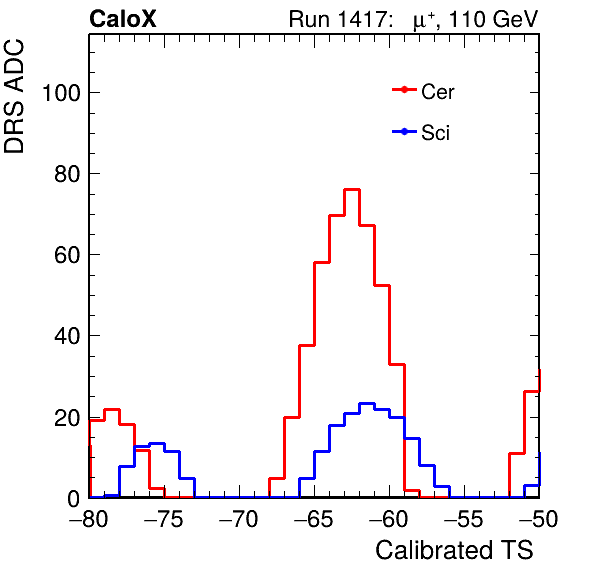 CaloX Run 1417: μ⁺, 110 GeV
DRS ADC
100
80
60
40
20
0
Cer
Sci
−80 −75 −70 −65 −60 −55 −50
Calibrated TS